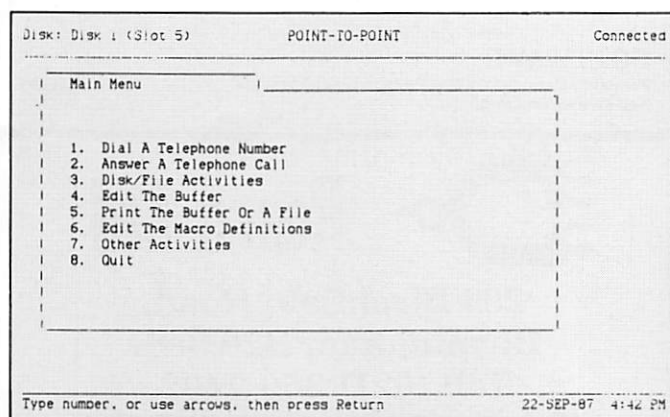 Disk: Disk 1 (Slot 5) POINT-TO-POINT Connected
Main Menu
1. Dial A Telephone Number
2. Answer A Telephone Call
3. Disk/File Activities
4. Edit The Buffer
5. Print The Buffer Or A File
6. Edit The Macro Definitions
7. Other Activities
8. Quit
Type number, or use arrows, then press Return 22-SEP-87 4:42 PM